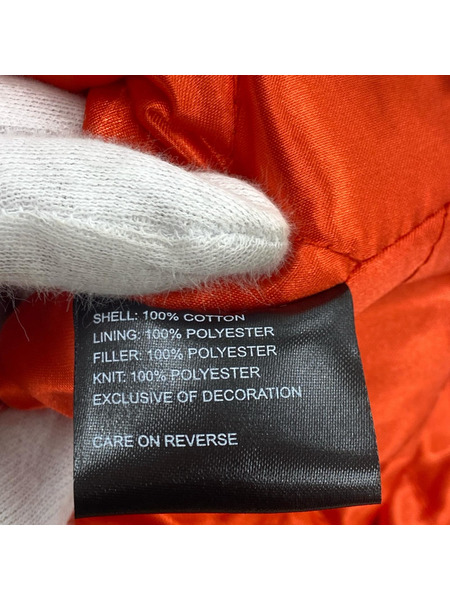 SHELL: 100% COTTON
LINING: 100% POLYESTER
FILLER: 100% POLYESTER
KNIT: 100% POLYESTER
EXCLUSIVE OF DECORATION
CARE ON REVERSE